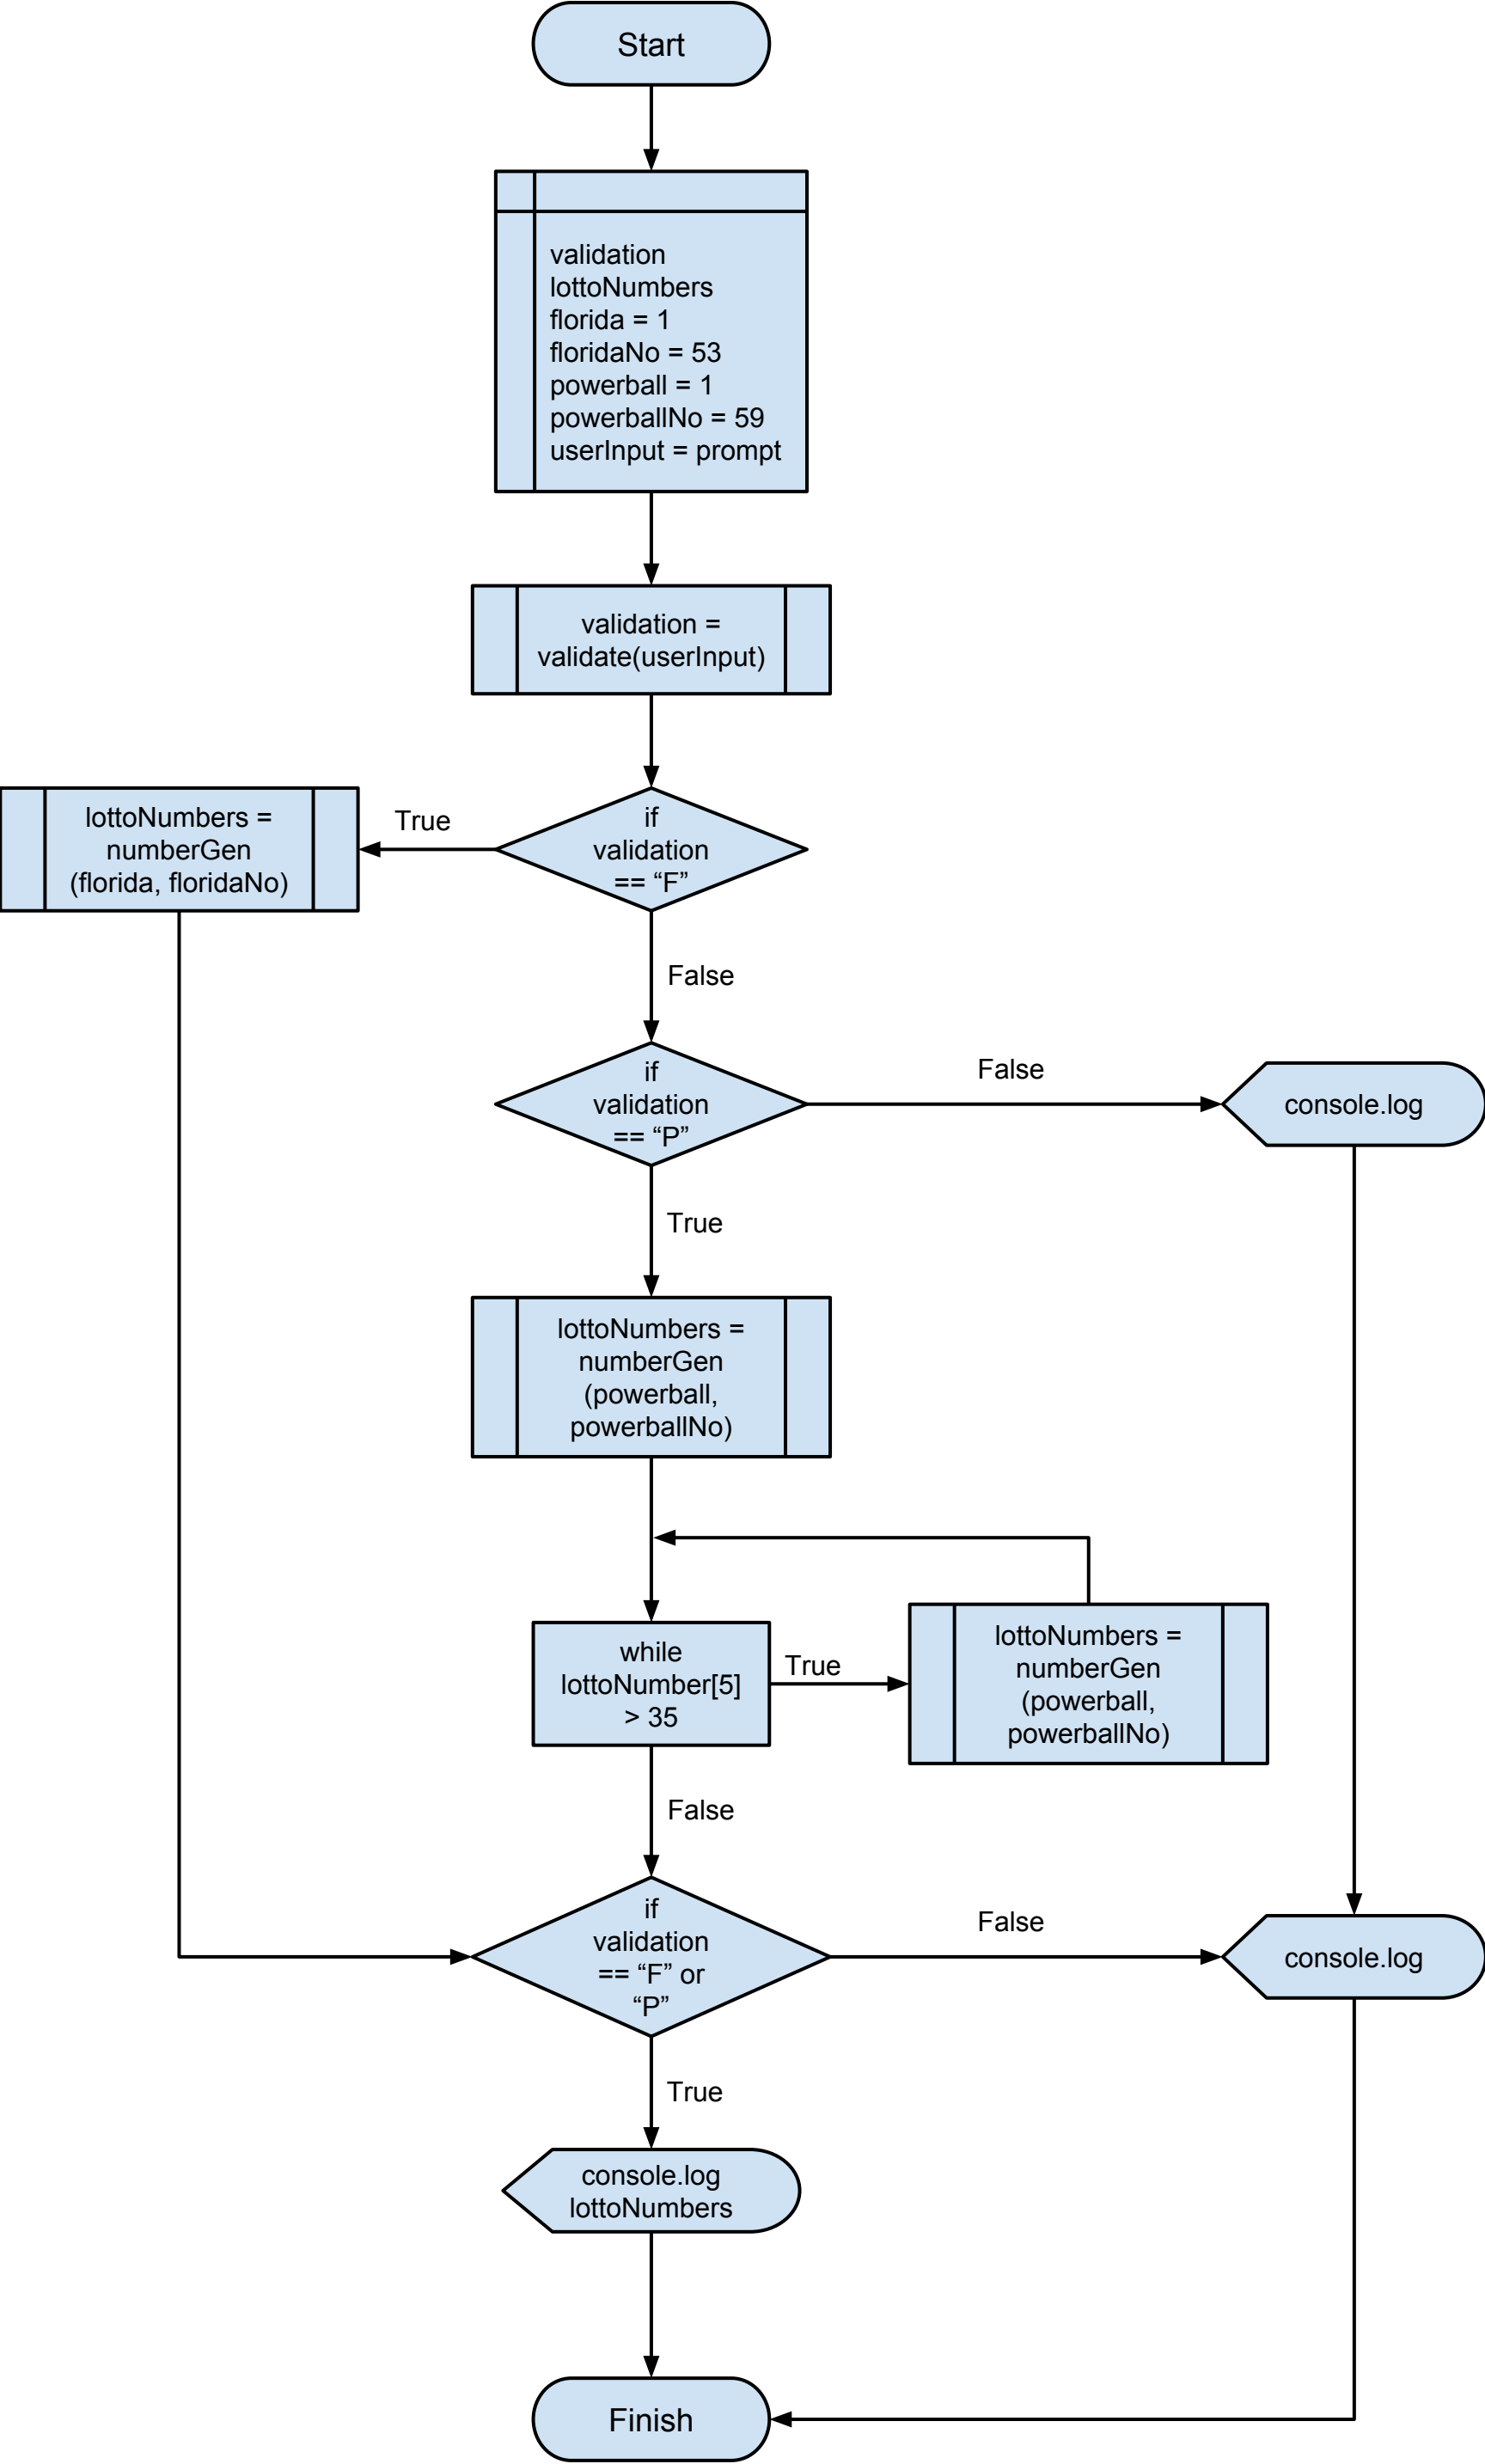 Start
validation
lottoNumbers
florida = 1
floridaNo = 53
powerball = 1
powerballNo = 59
userInput = prompt
validation =
validate(userInput)
if
validation
== “F”
True
lottoNumbers =
numberGen
(florida, floridaNo)
False
if
validation
== “P”
False
console.log
True
lottoNumbers =
numberGen
(powerball,
powerballNo)
while
lottoNumber[5]
> 35
True
lottoNumbers =
numberGen
(powerball,
powerballNo)
False
if
validation
== “F” or
“P”
False
console.log
True
console.log
lottoNumbers
Finish